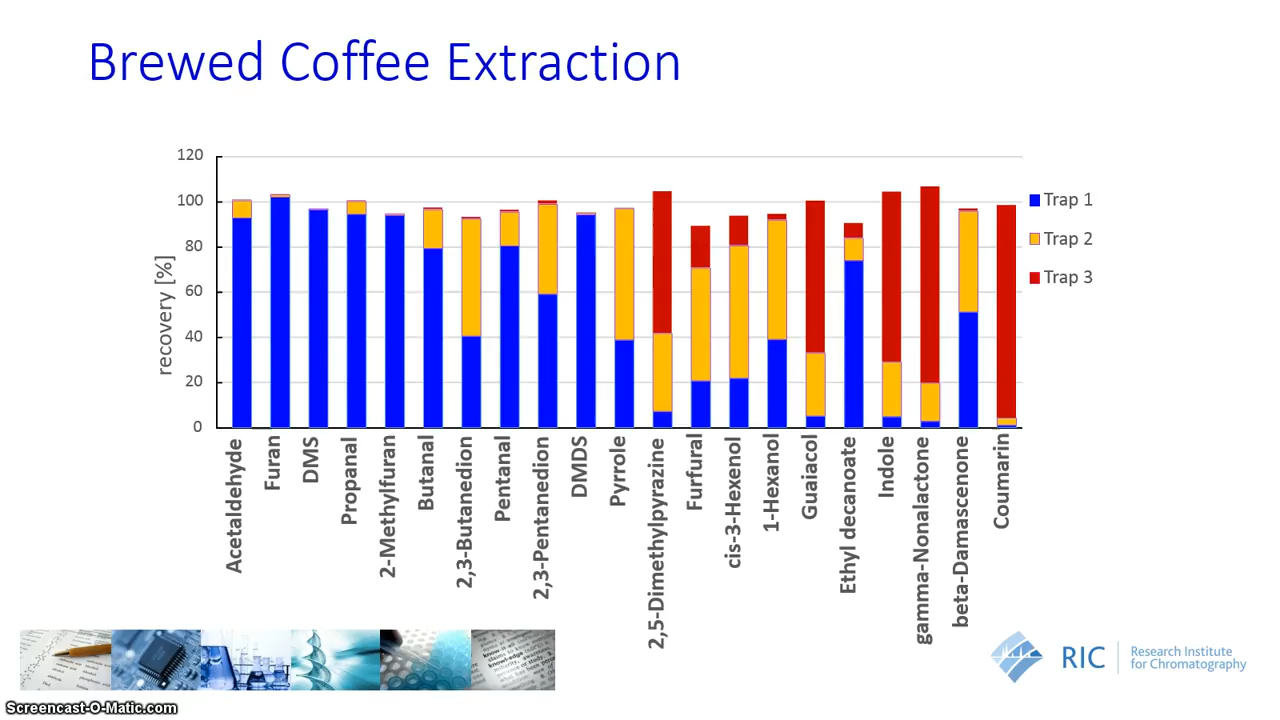 Brewed Coffee Extraction
recovery [%]
120
100
80
60
40
20
0
Trap 1
Trap 2
Trap 3
Acetaldehyde
Furan
DMS
Propanal
2-Methylfuran
Butanal
2,3-Butanedion
Pentanal
2,3-Pentanedion
DMDS
Pyrrole
2,5-Dimethylpyrazine
Furfural
cis-3-Hexenol
1-Hexanol
Guaiacol
Ethyl decanoate
Indole
gamma-Nonalactone
beta-Damascenone
Coumarin
RIC
Research Institute
for Chromatography
Screencast-O-Matic.com